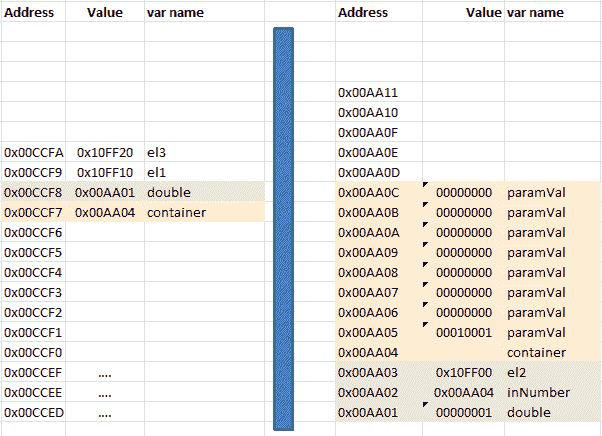 Address Value var name Address Value var name
0x00AA11
0x00AA10
0x00AA0F
0x00CCFA 0x10FF20 el3 0x00AA0E
0x00CCF9 0x10FF10 el1 0x00AA0D
0x00CCF8 0x00AA01 double 0x00AA0C 00000000 paramVal
0x00CCF7 0x00AA04 container 0x00AA0B 00000000 paramVal
0x00CCF6 0x00AA0A 00000000 paramVal
0x00CCF5 0x00AA09 00000000 paramVal
0x00CCF4 0x00AA08 00000000 paramVal
0x00CCF3 0x00AA07 00000000 paramVal
0x00CCF2 0x00AA06 00000000 paramVal
0x00CCF1 0x00AA05 00010001 paramVal
0x00CCF0 0x00AA04 container
0x00CCEF .... 0x00AA03 0x10FF00 el2
0x00CCEE .... 0x00AA02 0x00AA04 inNumber
0x00CCED .... 0x00AA01 00000001 double